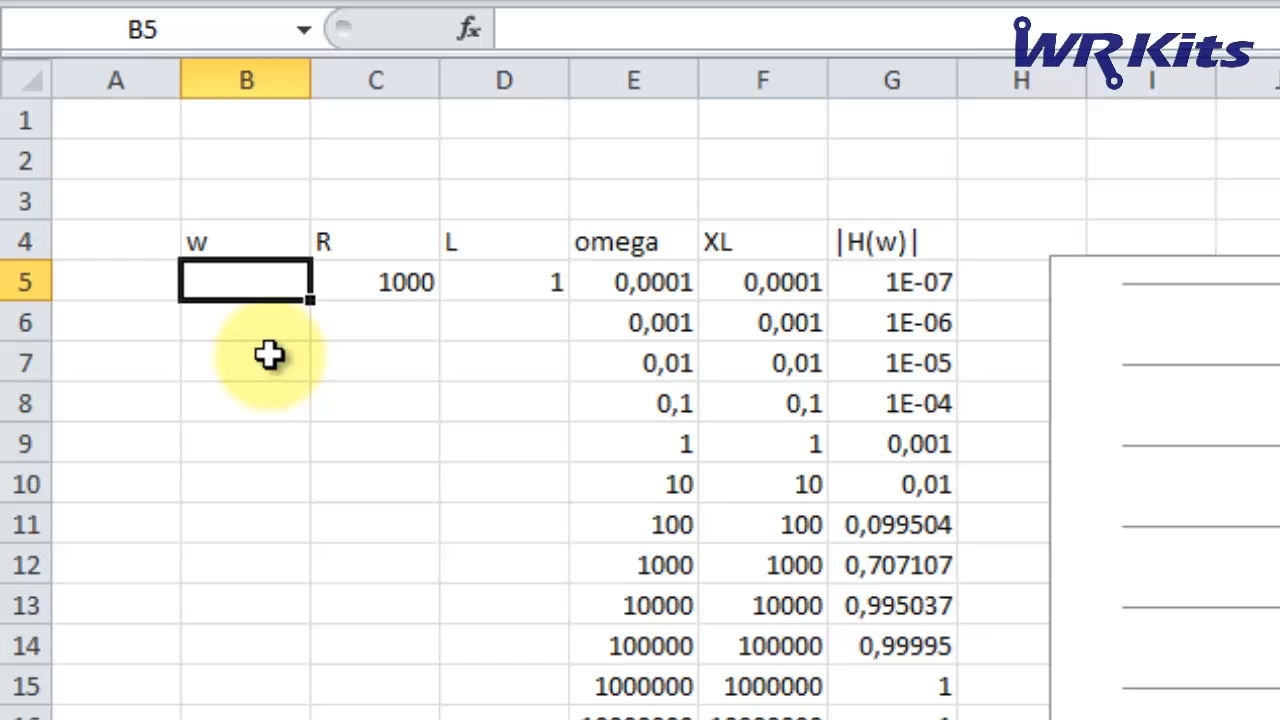 B5 fx
WR Kits
A B C D E F G H I
1
2
3
4 w R L omega XL |H(w)|
5 1000 1 0,0001 0,0001 1E-07
6 0,001 0,001 1E-06
7 0,01 0,01 1E-05
8 0,1 0,1 1E-04
9 1 1 0,001
10 10 10 0,01
11 100 100 0,099504
12 1000 1000 0,707107
13 10000 10000 0,995037
14 100000 100000 0,99995
15 1000000 1000000 1